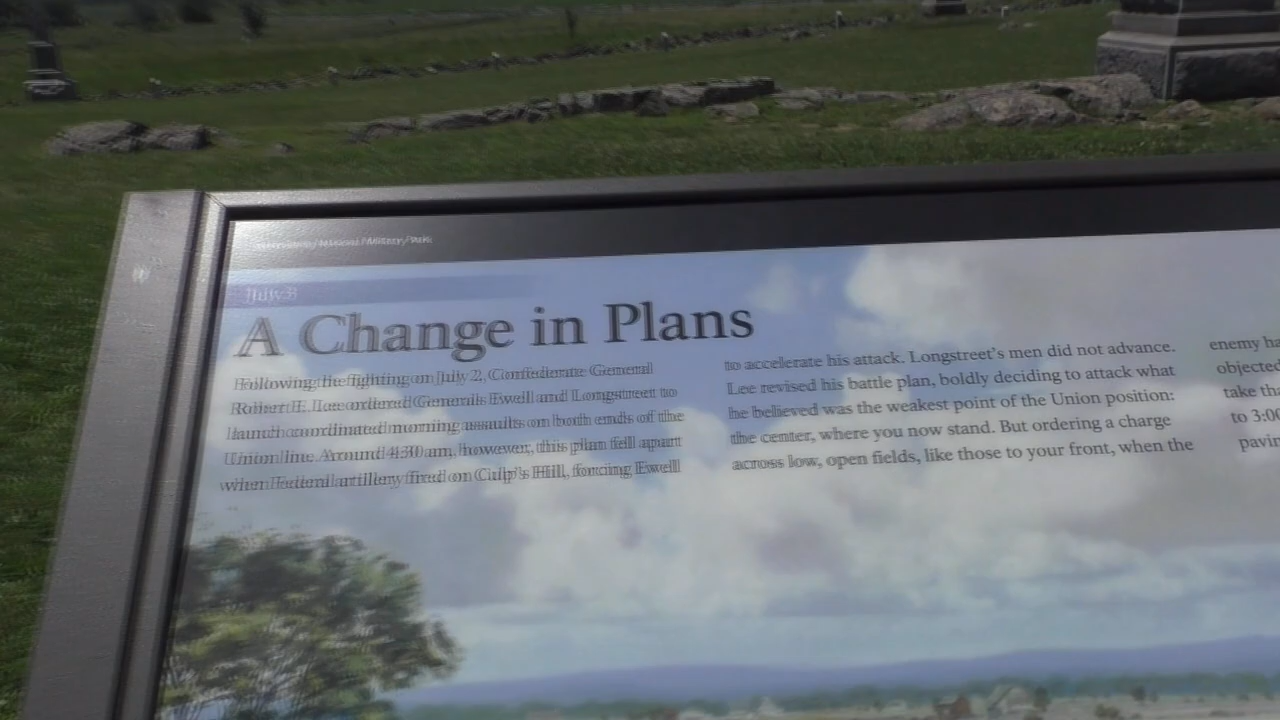 Gettysburg National Military Park
July 3
A Change in Plans
Following the fighting on July 2, Confederate General
Robert E. Lee ordered Generals Ewell and Longstreet to
launch coordinated morning assaults on both ends of the
Union line. Around 4:30 am, however, this plan fell apart
when Federal artillery fired on Culp's Hill, forcing Ewell
to accelerate his attack. Longstreet's men did not advance.
Lee revised his battle plan, boldly deciding to attack what
he believed was the weakest point of the Union position:
the center, where you now stand. But ordering a charge
across low, open fields, like those to your front, when the
enemy ha
objected
take th
to 3:00
pavin